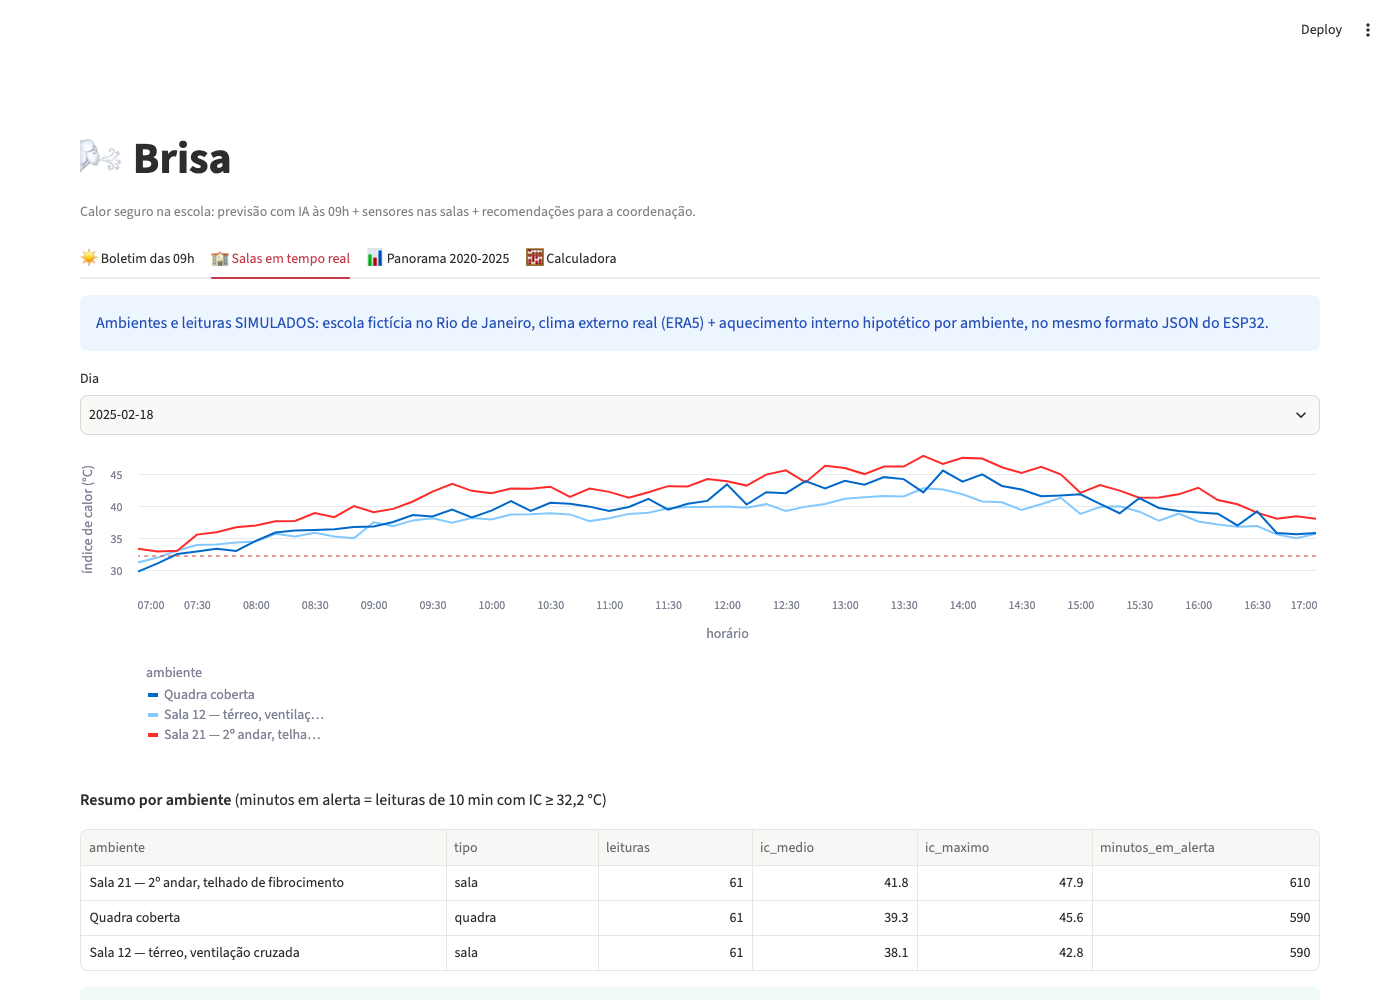 Deploy
Brisa
Calor seguro na escola: previsão com IA às 09h + sensores nas salas + recomendações para a coordenação.
Boletim das 09h Salas em tempo real Panorama 2020-2025 Calculadora
Ambientes e leituras SIMULADOS: escola fictícia no Rio de Janeiro, clima externo real (ERA5) + aquecimento interno hipotético por ambiente, no mesmo formato JSON do ESP32.
Dia
2025-02-18
índice de calor (°C)
45
40
35
30
07:00 07:30 08:00 08:30 09:00 09:30 10:00 10:30 11:00 11:30 12:00 12:30 13:00 13:30 14:00 14:30 15:00 15:30 16:00 16:30 17:00
horário
ambiente
Quadra coberta
Sala 12 — térreo, ventilaç…
Sala 21 — 2º andar, telha…
Resumo por ambiente (minutos em alerta = leituras de 10 min com IC ≥ 32,2 °C)
ambiente tipo leituras ic_medio ic_maximo minutos_em_alerta
Sala 21 — 2º andar, telhado de fibrocimento sala 61 41.8 47.9 610
Quadra coberta quadra 61 39.3 45.6 590
Sala 12 — térreo, ventilação cruzada sala 61 38.1 42.8 590